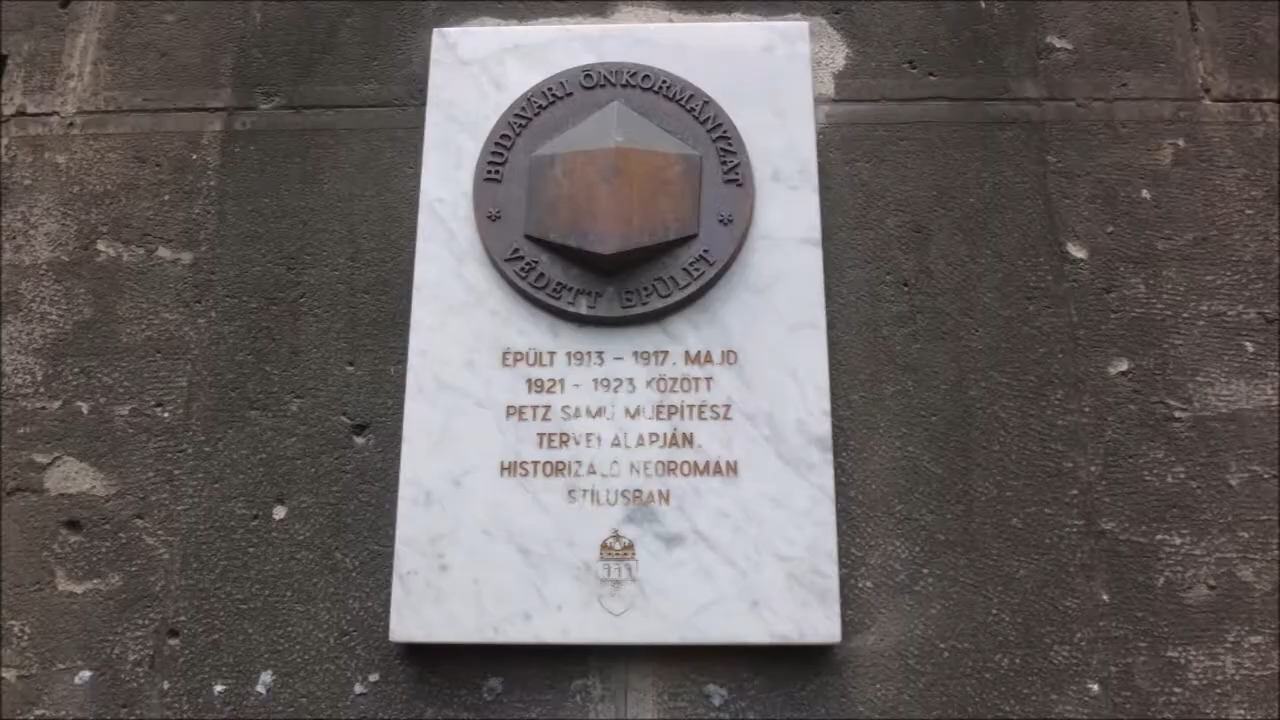 BUDAVÁRI ÖNKORMÁNYZAT
* VÉDETT ÉPÜLET *
ÉPÜLT 1913 – 1917. MAJD
1921 - 1923 KÖZÖTT
PETZ SAMU MŰÉPÍTÉSZ
TERVEI ALAPJÁN.
HISTORIZÁLÓ NEOROMÁN
STÍLUSBAN